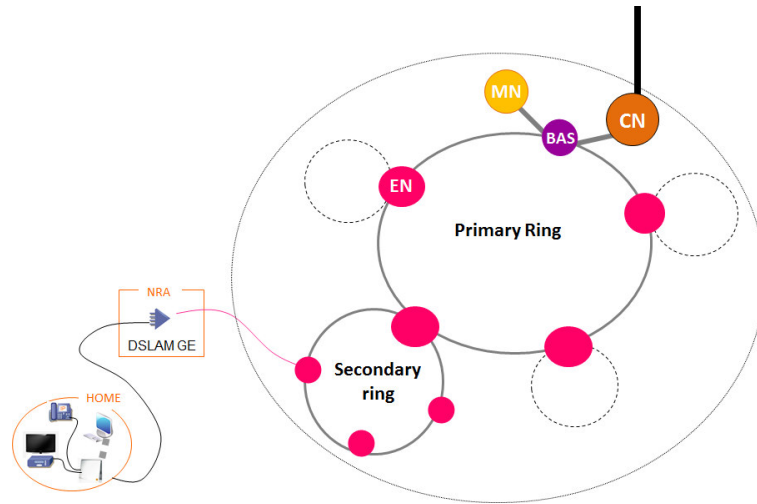 MN
CN
BAS
EN
Primary Ring
NRA
DSLAM GE
Secondary
ring
HOME